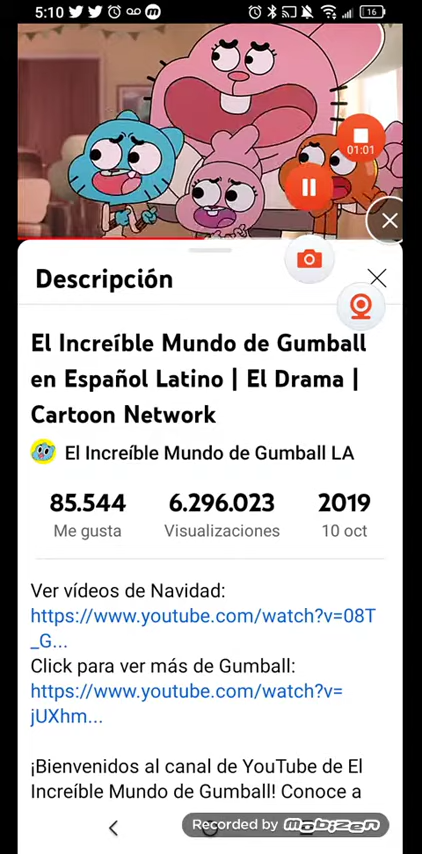 5:10
16
01:01
Descripción
El Increíble Mundo de Gumball
en Español Latino | El Drama |
Cartoon Network
El Increíble Mundo de Gumball LA
85.544 6.296.023 2019
Me gusta Visualizaciones 10 oct
Ver vídeos de Navidad:
https://www.youtube.com/watch?v=08T
_G...
Click para ver más de Gumball:
https://www.youtube.com/watch?v=
jUXhm...
¡Bienvenidos al canal de YouTube de El
Increíble Mundo de Gumball! Conoce a
Recorded by mobizen